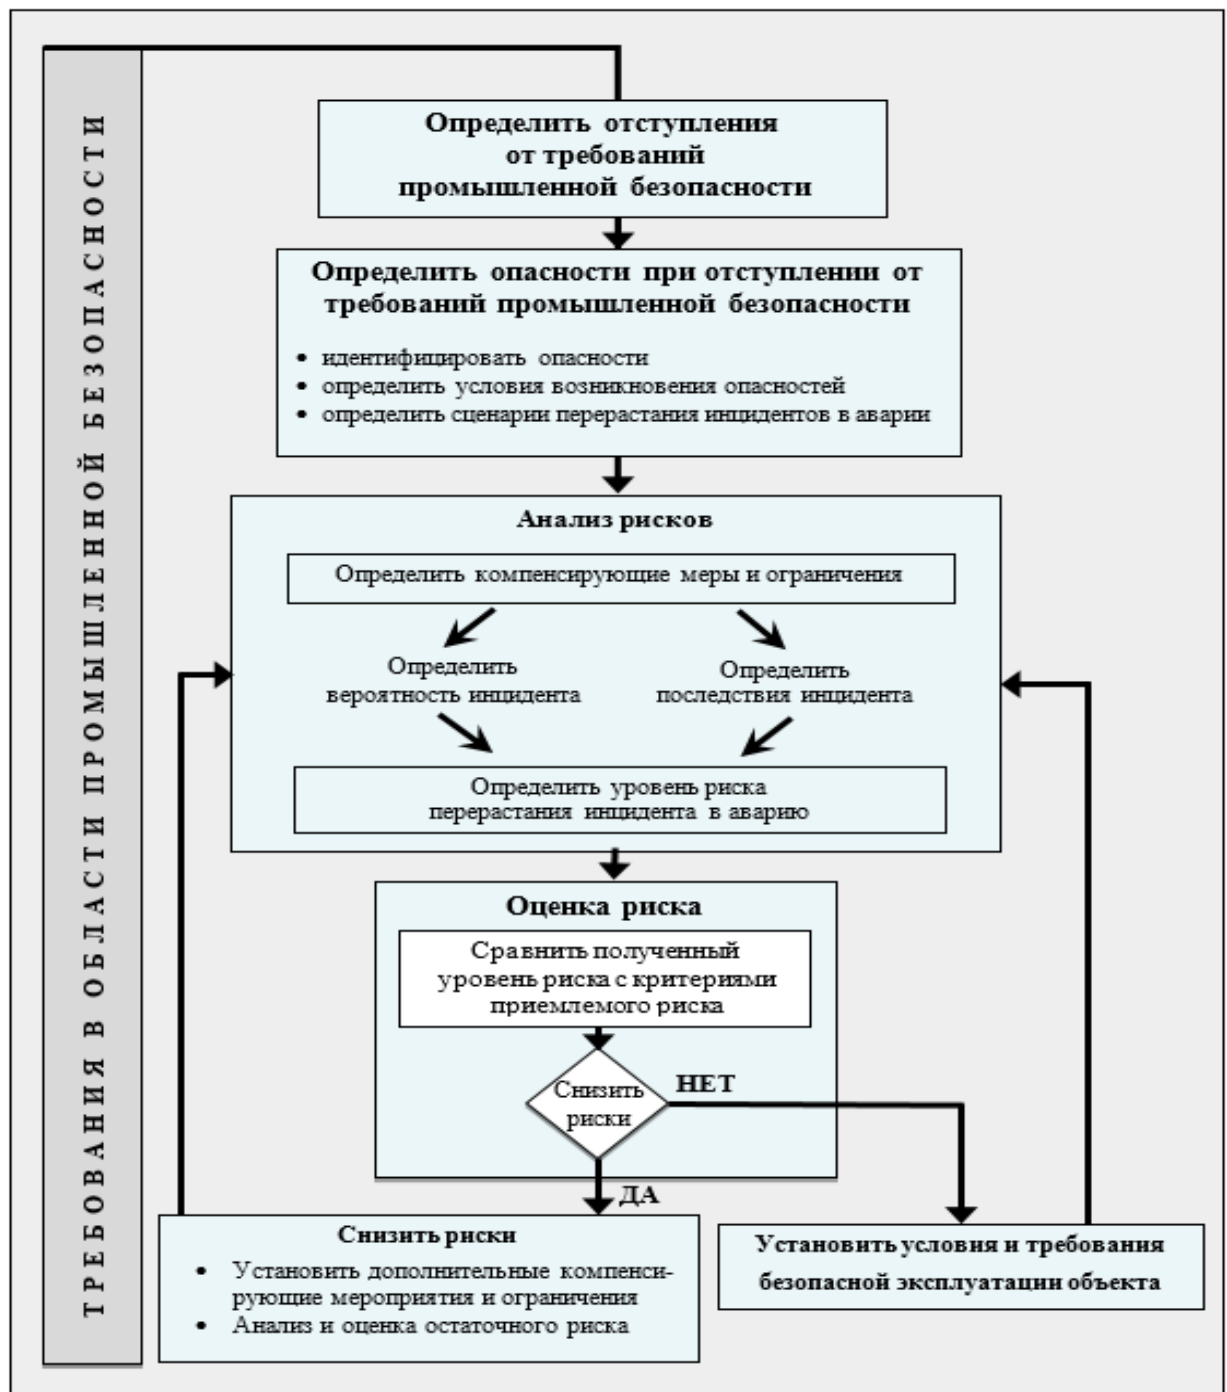 ТРЕБОВАНИЯ В ОБЛАСТИ ПРОМЫШЛЕННОЙ БЕЗОПАСНОСТИ
Определить отступления
от требований
промышленной безопасности
Определить опасности при отступлении от
требований промышленной безопасности
• идентифицировать опасности
• определить условия возникновения опасностей
• определить сценарии перерастания инцидентов в аварии
Анализ рисков
Определить компенсирующие меры и ограничения
Определить
вероятность инцидента
Определить
последствия инцидента
Определить уровень риска
перерастания инцидента в аварию
Оценка риска
Сравнить полученный
уровень риска с критериями
приемлемого риска
Снизить
риски
НЕТ
ДА
Снизить риски
• Установить дополнительные компенси-
рующие мероприятия и ограничения
• Анализ и оценка остаточного риска
Установить условия и требования
безопасной эксплуатации объекта